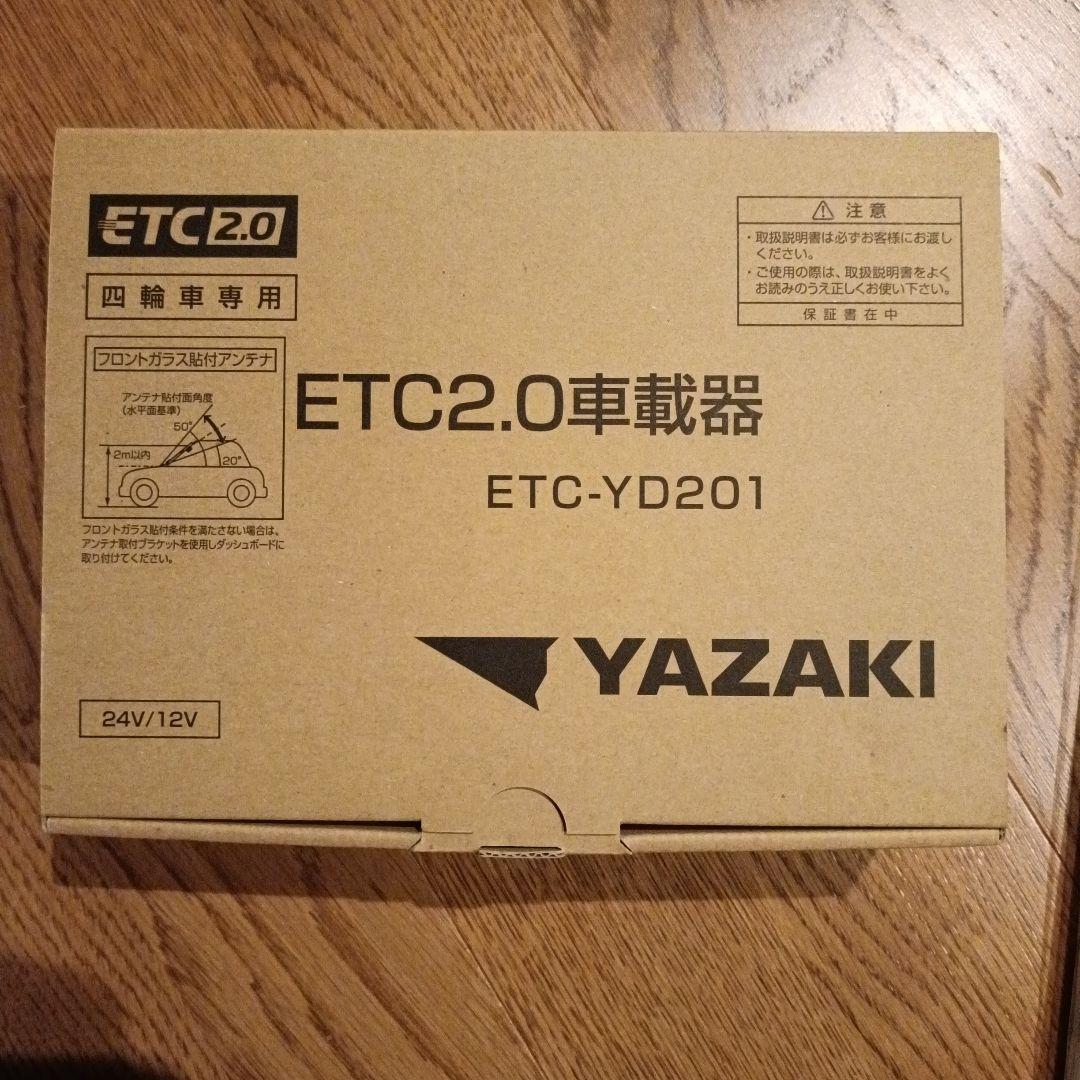 ETC2.0
四輪車専用
フロントガラス貼付アンテナ
アンテナ貼付面角度
(水平面基準)
50°
2m以内
20°
フロントガラス貼付条件を満たさない場合は、
アンテナ取付ブラケットを使用しダッシュボードに
取り付けてください。
⚠ 注意
・取扱説明書は必ずお客様にお渡し
ください。
・ご使用の際は、取扱説明書をよく
お読みのうえ正しくお使い下さい。
保証書在中
ETC2.0車載器
ETC-YD201
YAZAKI
24V/12V